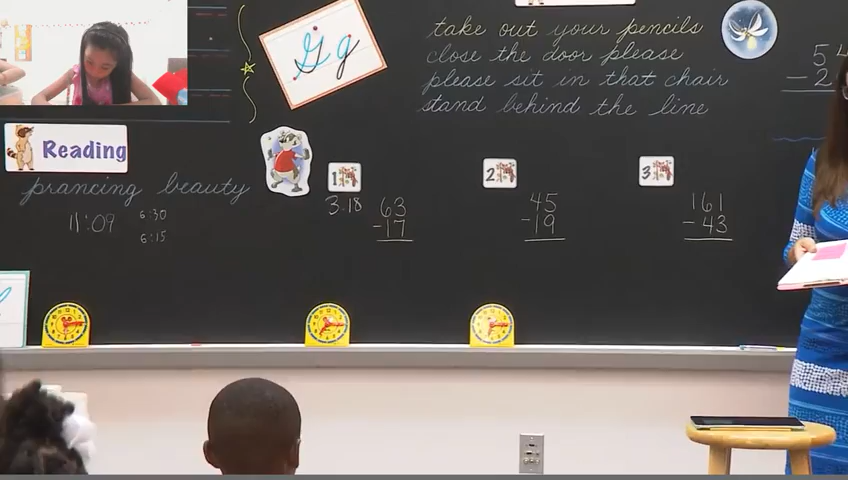 Gg
take out your pencils
close the door please
please sit in that chair
stand behind the line
54
- 2
Reading
prancing beauty
11:09
6:30
6:15
1
3.18
63
-17
2
45
-19
3
161
- 43